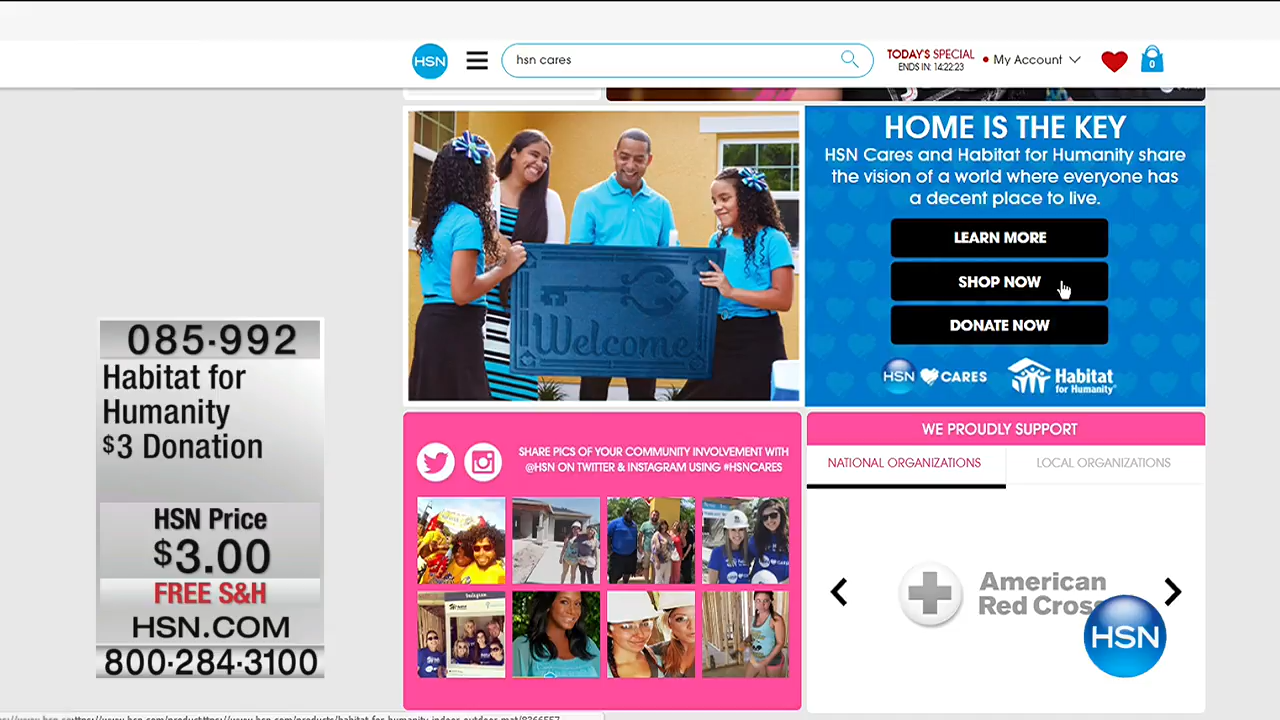 HSN
hsn cares
TODAY'S SPECIAL
ENDS IN: 14:22:23
My Account
0
HOME IS THE KEY
HSN Cares and Habitat for Humanity share
the vision of a world where everyone has
a decent place to live.
LEARN MORE
SHOP NOW
DONATE NOW
HSN CARES
Habitat
for Humanity®
Welcome
085·992
Habitat for
Humanity
$3 Donation
HSN Price
$3.00
FREE S&H
HSN.COM
800·284·3100
SHARE PICS OF YOUR COMMUNITY INVOLVEMENT WITH
@HSN ON TWITTER & INSTAGRAM USING #HSNCARES
WE PROUDLY SUPPORT
NATIONAL ORGANIZATIONS
LOCAL ORGANIZATIONS
American
Red Cross
HSN